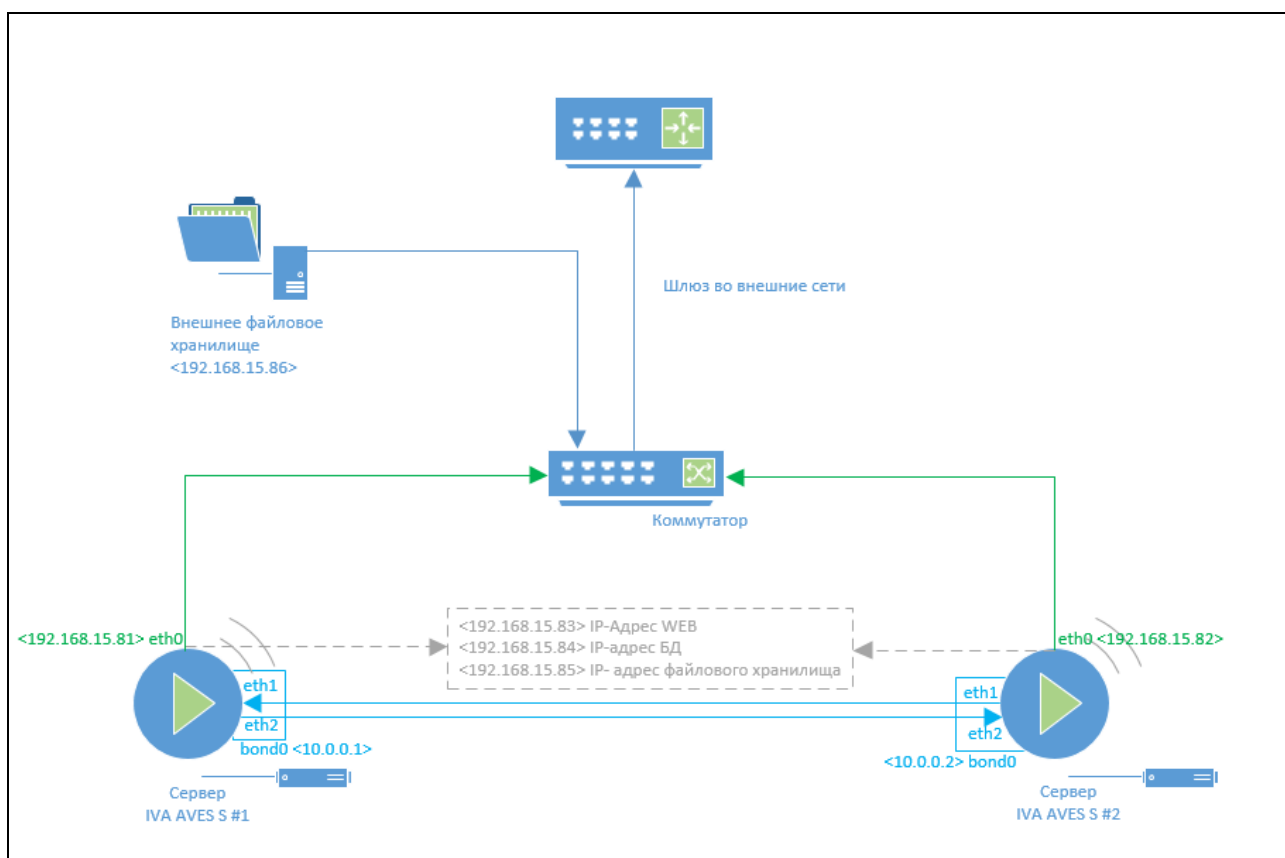 Шлюз во внешние сети
Внешнее файловое
хранилище
<192.168.15.86>
Коммутатор
<192.168.15.81> eth0
<192.168.15.83> IP-Адрес WEB
<192.168.15.84> IP-адрес БД
<192.168.15.85> IP- адрес файлового хранилища
eth0 <192.168.15.82>
eth1
eth2
bond0 <10.0.0.1>
eth1
eth2
<10.0.0.2> bond0
Сервер
IVA AVES S #1
Сервер
IVA AVES S #2